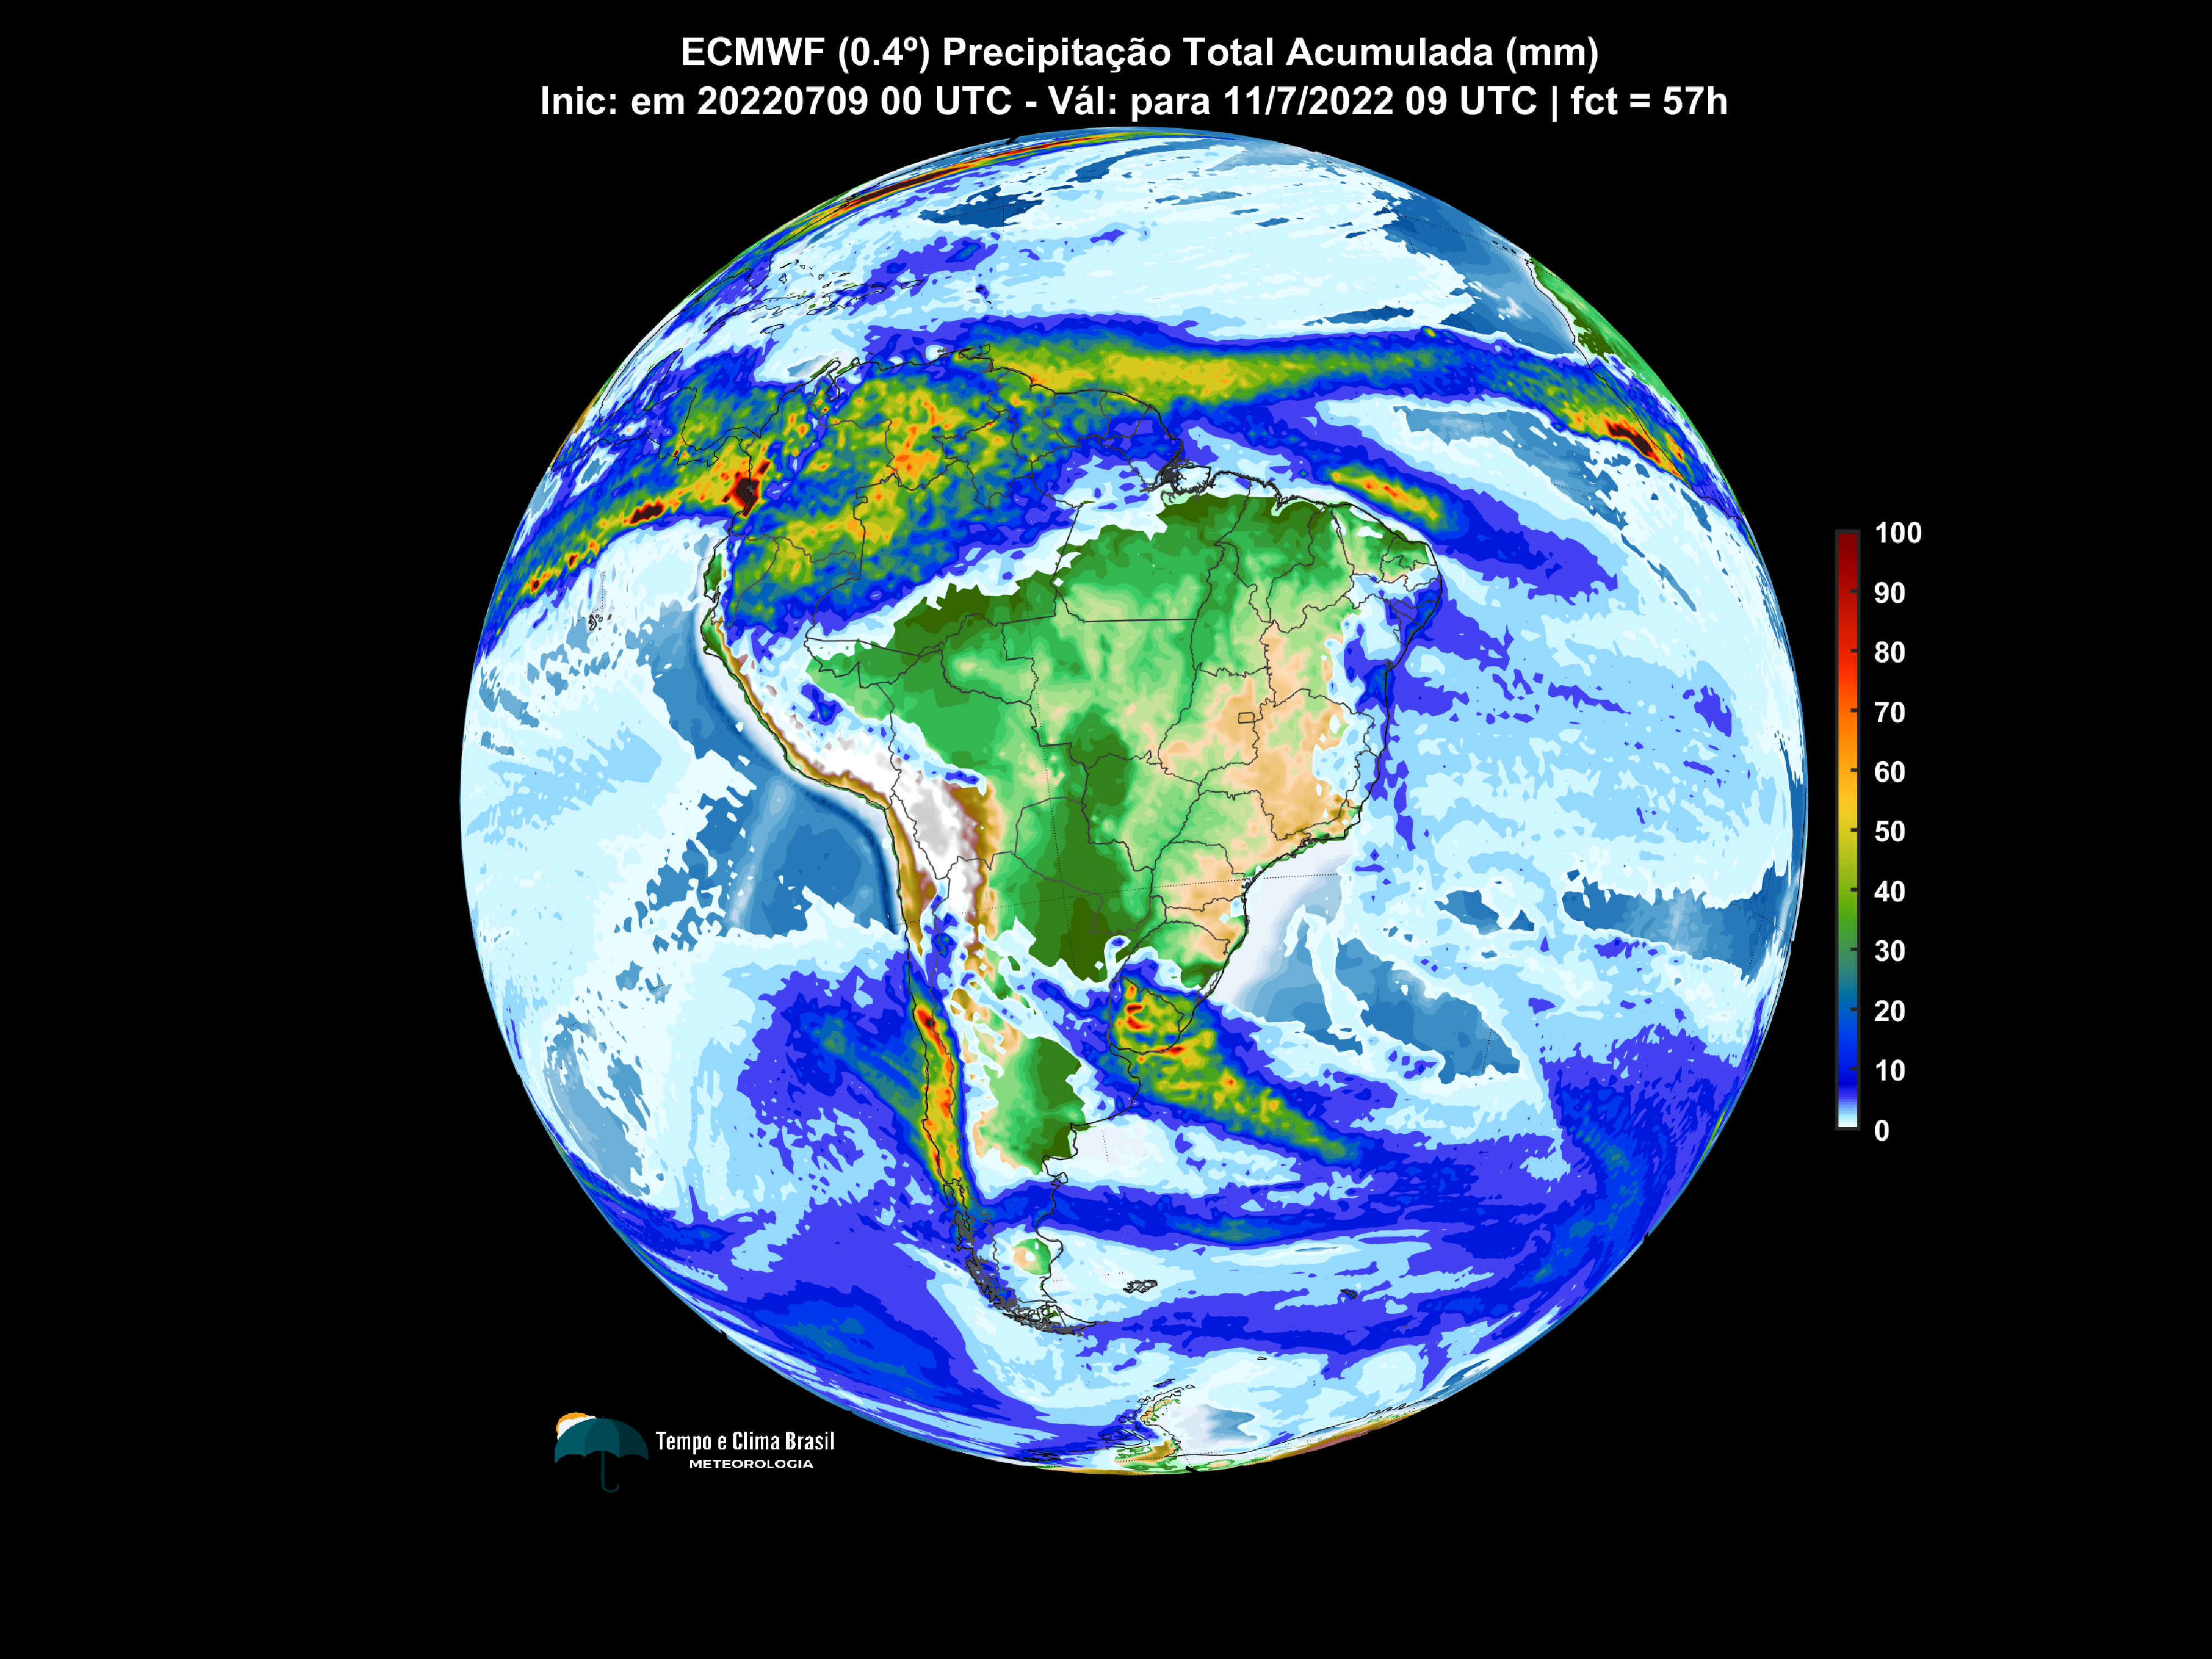 ECMWF (0.4º) Precipitação Total Acumulada (mm)
Inic: em 20220709 00 UTC - Vál: para 11/7/2022 09 UTC | fct = 57h
100
90
80
70
60
50
40
30
20
10
0
Tempo e Clima Brasil
METEOROLOGIA